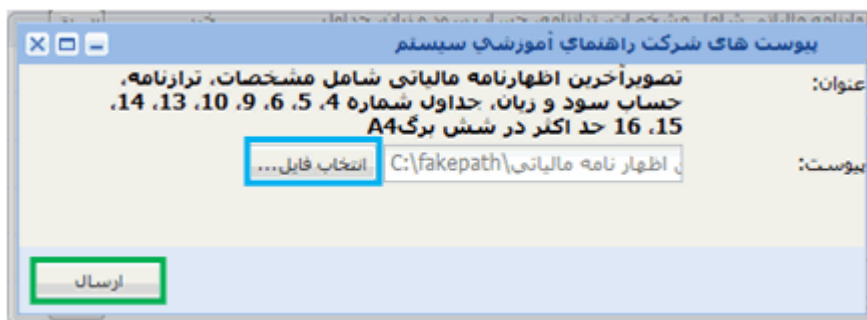 پیوست های شرکت راهنمای آموزشی سیستم
عنوان:
تصویرآخرین اظهارنامه مالیاتی شامل مشخصات، ترازنامه،
حساب سود و زیان، جداول شماره 4، 5، 6، 9، 10، 13، 14،
15، 16 حد اکثر در شش برگA4
پیوست:
C:\fakepath\ اظهار نامه مالیاتی
انتخاب فایل...
ارسال